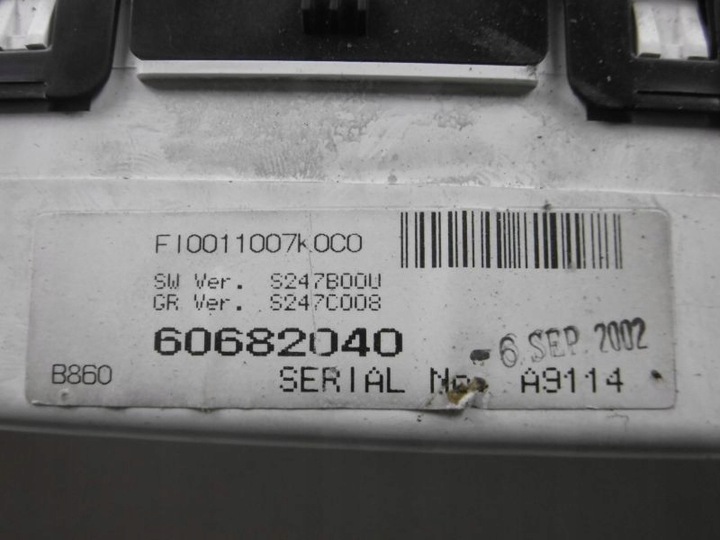 FI0011007K0C0
SW Ver. S247B00U
GR Ver. S247C008
60682040
-6 SEP. 2002
B860
SERIAL No. A9114